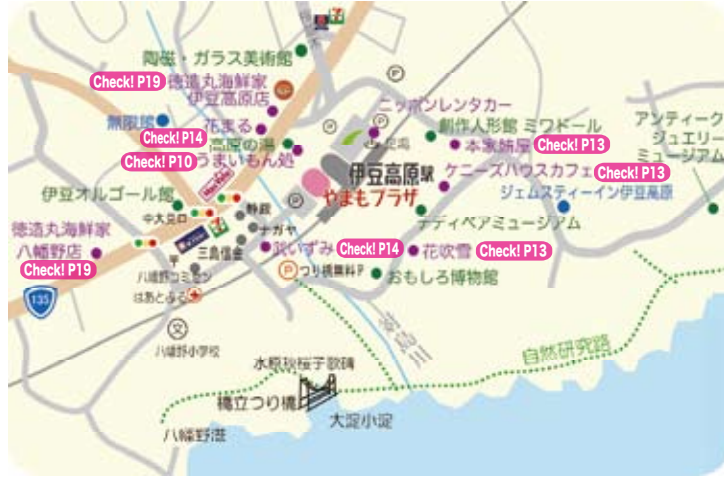 陶磁・ガラス美術館
Check! P19 徳造丸海鮮家
伊豆高原店
無限館
花まる
Check! P14
高原の湯
Check! P10 うまいもん処
ニッポンレンタカー
足湯
創作人形館 ミワドール
本家鮪屋 Check! P13
アンティーク
ジュエリー
ミュージアム
伊豆高原駅
やまもプラザ
ケニーズハウスカフェ Check! P13
ジェムスティーイン伊豆高原
テディベアミュージアム
伊豆オルゴール館
中大見口
静政
ナガヤ
三島信金
徳造丸海鮮家
八幡野店
Check! P19
Check! P14
花吹雪 Check! P13
P つり橋無料P
おもしろ博物館
八幡野コミセン
はあとふる
135
文
八幡野小学校
自然研究路
水原秋桜子歌碑
橋立つり橋
大淀小淀
八幡野港